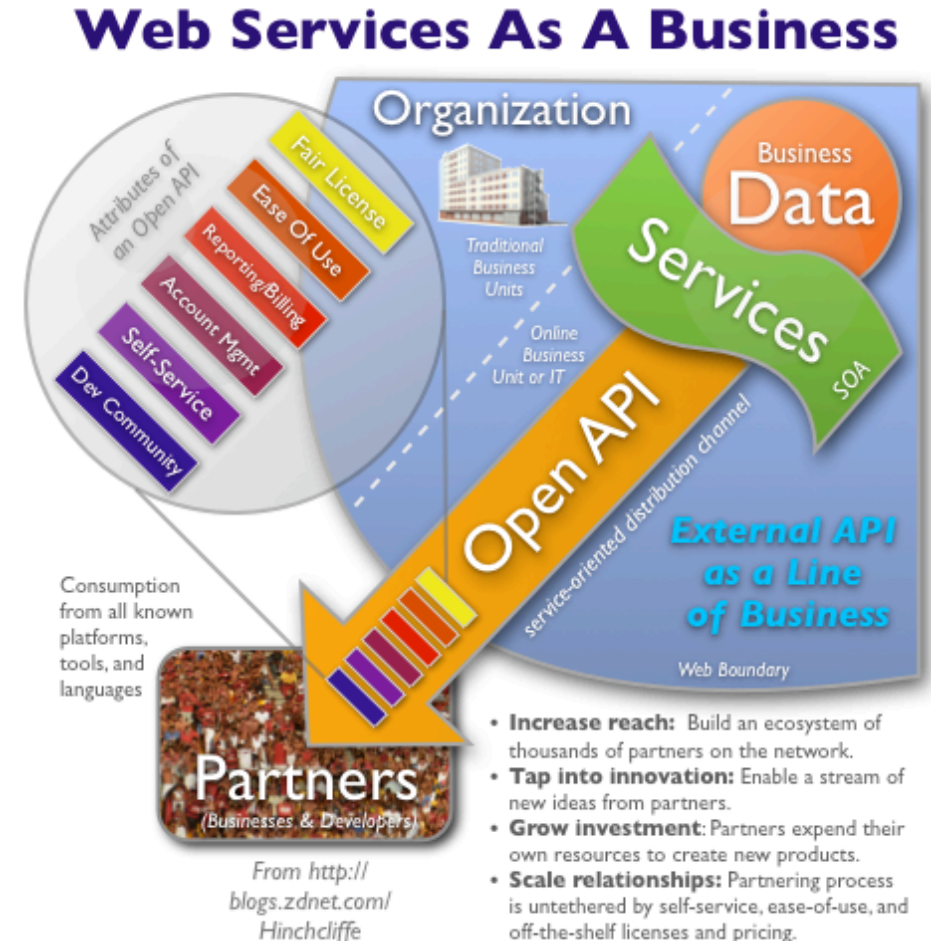 Web Services As A Business
Organization
Attributes of
an Open API
Fair License
Ease Of Use
Reporting/Billing
Account Mgmt
Self-Service
Dev Community
Traditional
Business
Units
Online
Business
Unit or IT
Business
Data
Services
SOA
Open API
service-oriented distribution channel
External API
as a Line
of Business
Web Boundary
Consumption
from all known
platforms,
tools, and
languages
Partners
(Businesses & Developers)
From http://
blogs.zdnet.com/
Hinchcliffe
• Increase reach: Build an ecosystem of
thousands of partners on the network.
• Tap into innovation: Enable a stream of
new ideas from partners.
• Grow investment: Partners expend their
own resources to create new products.
• Scale relationships: Partnering process
is untethered by self-service, ease-of-use, and
off-the-shelf licenses and pricing.